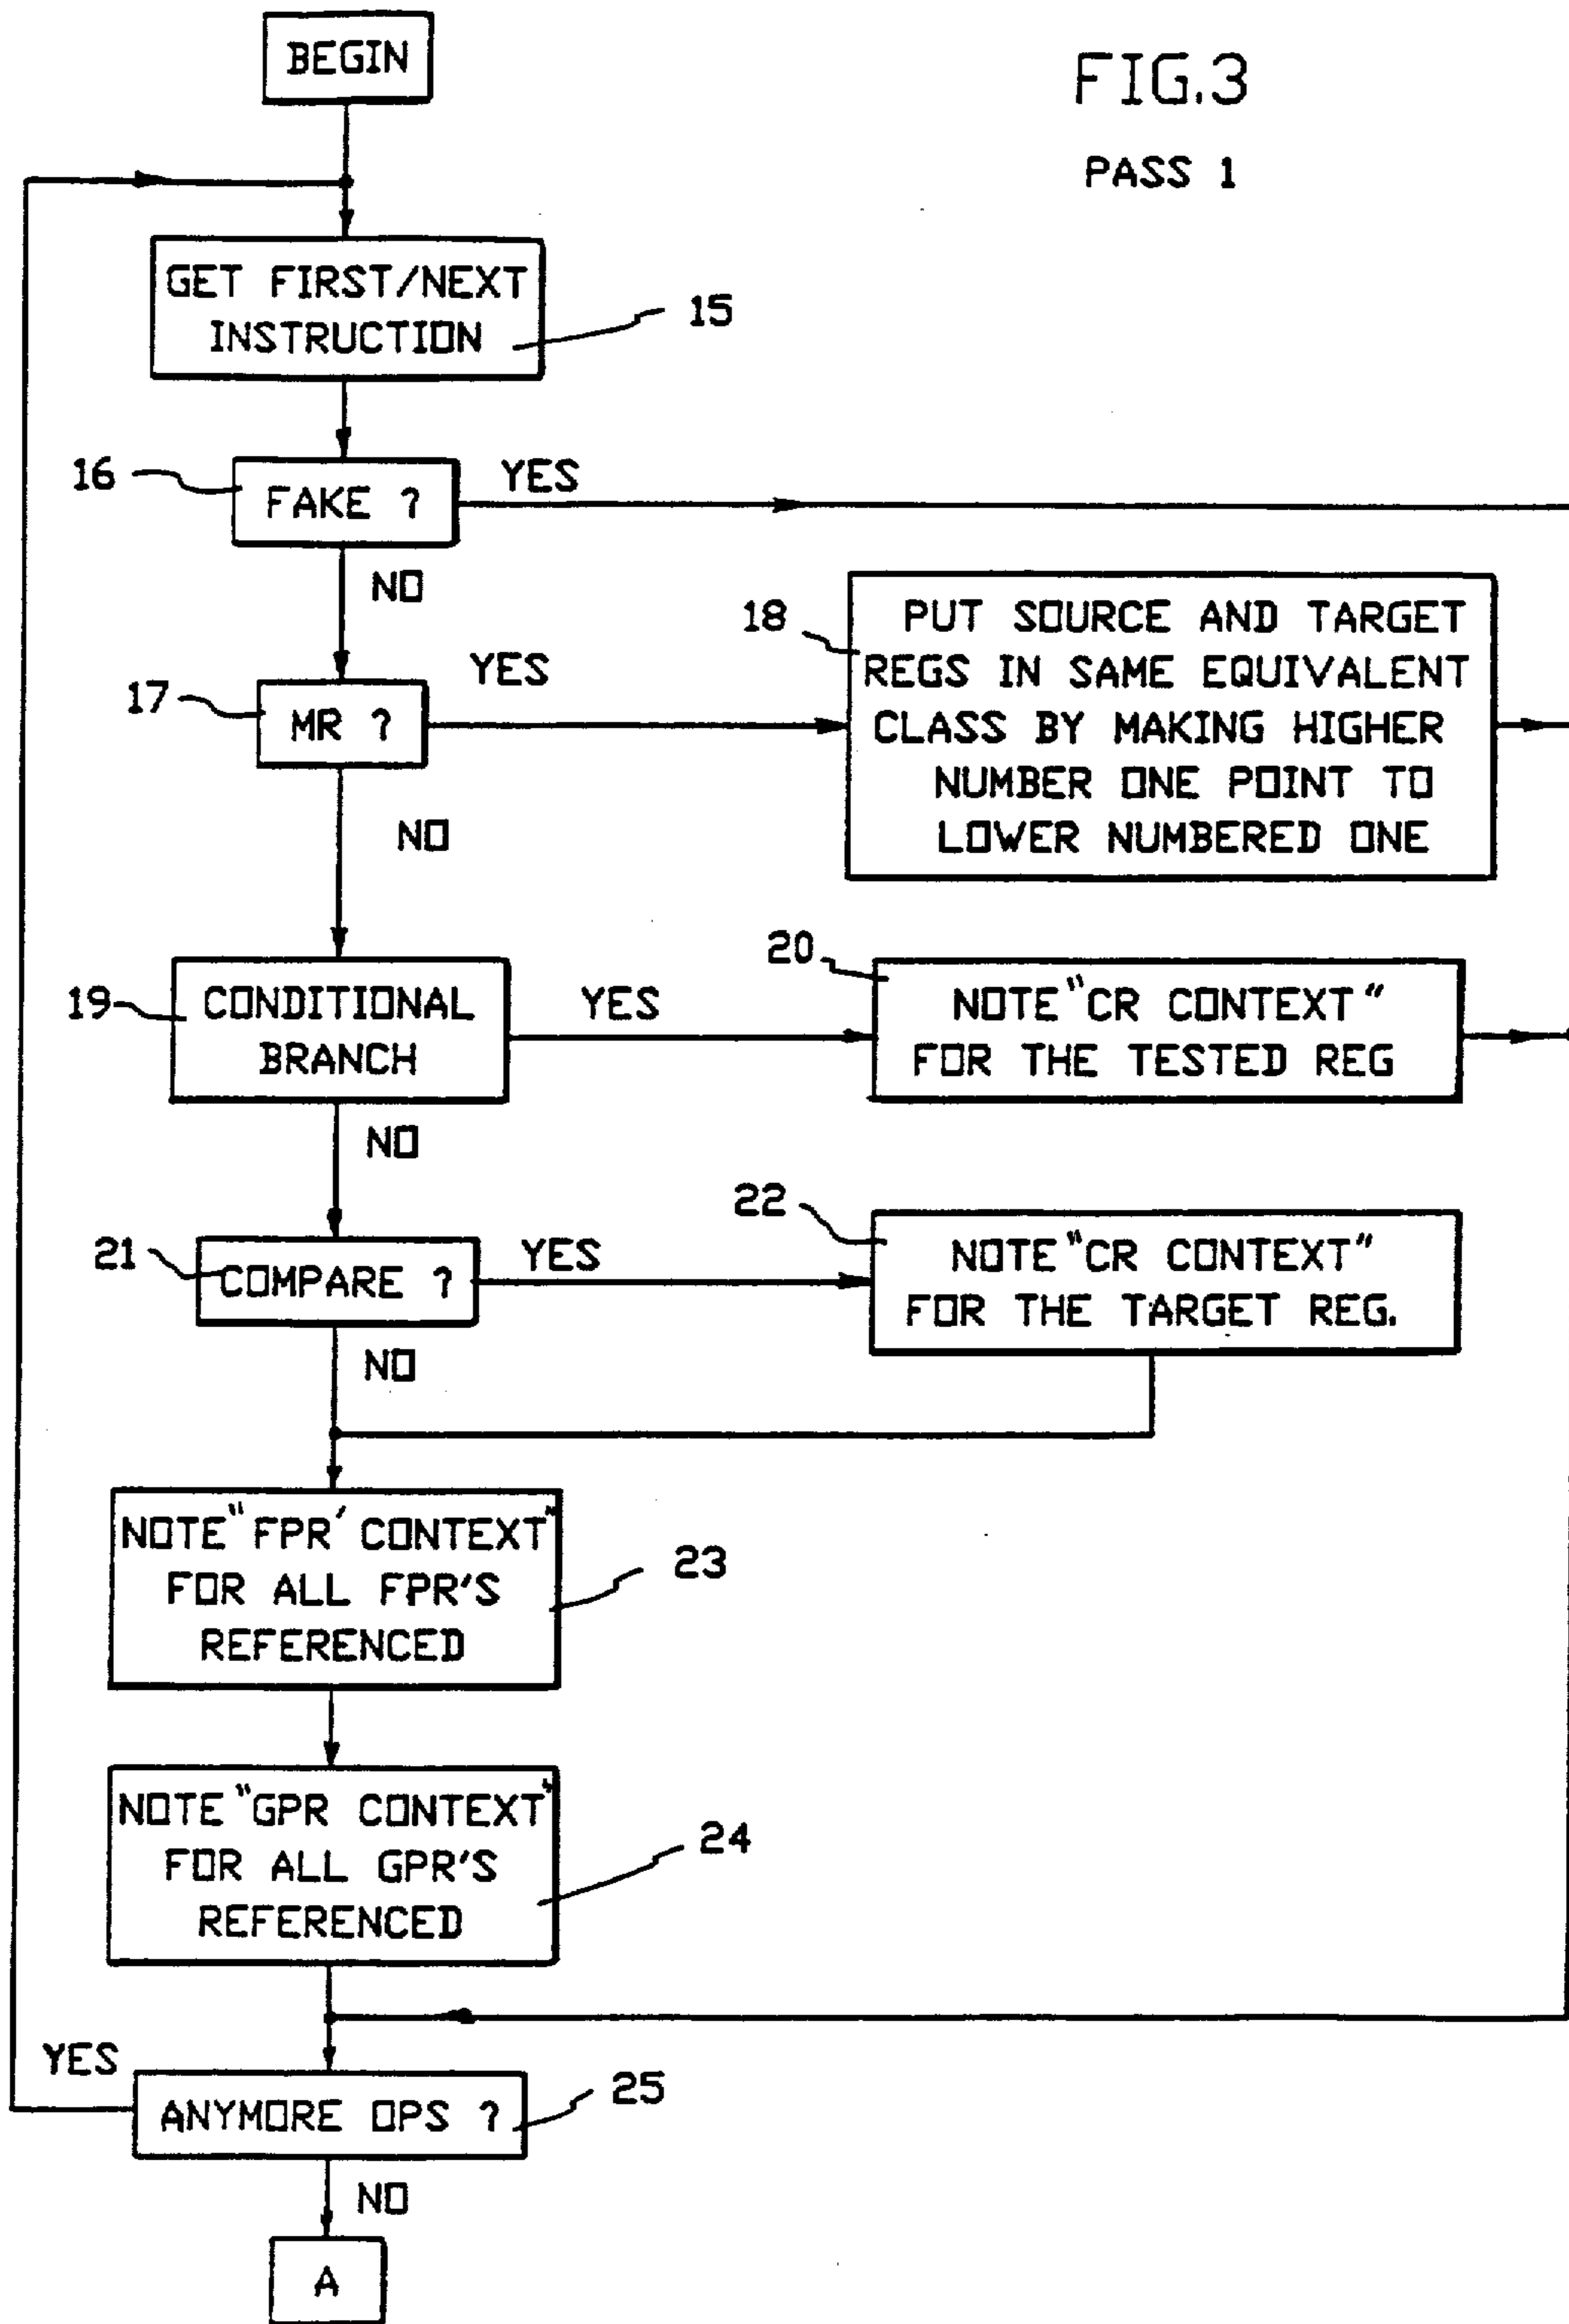 BEGIN
FIG.3
PASS 1
GET FIRST/NEXT
INSTRUCTION
15
16
FAKE ?
YES
NO
17
MR ?
YES
18
PUT SOURCE AND TARGET
REGS IN SAME EQUIVALENT
CLASS BY MAKING HIGHER
NUMBER ONE POINT TO
LOWER NUMBERED ONE
NO
19
CONDITIONAL
BRANCH
YES
20
NOTE "CR CONTEXT"
FOR THE TESTED REG
NO
21
COMPARE ?
YES
22
NOTE "CR CONTEXT"
FOR THE TARGET REG.
NO
NOTE "FPR' CONTEXT"
FOR ALL FPR'S
REFERENCED
23
NOTE "GPR CONTEXT"
FOR ALL GPR'S
REFERENCED
24
YES
ANYMORE OPS ?
25
NO
A